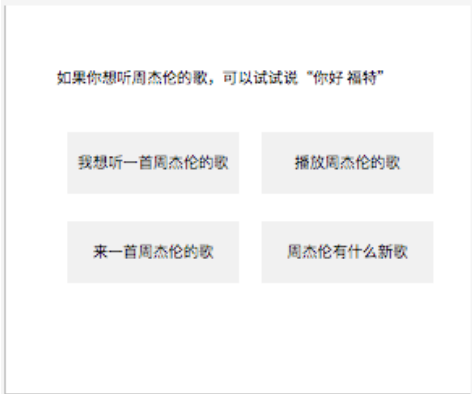 如果你想听周杰伦的歌，可以试试说“你好 福特”
我想听一首周杰伦的歌
播放周杰伦的歌
来一首周杰伦的歌
周杰伦有什么新歌